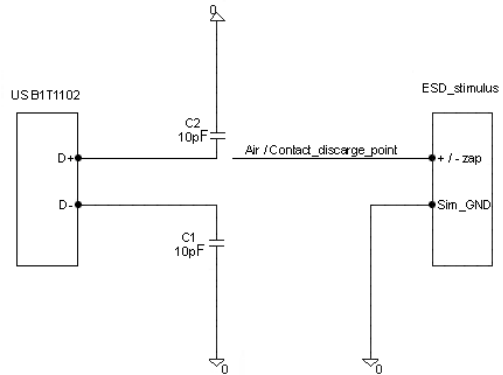 0
USB1T1102
ESD_stimulus
C2
10pF
Air / Contact_discarge_point
D+
+ / - zap
D-
Sim_GND
C1
10pF
0
0